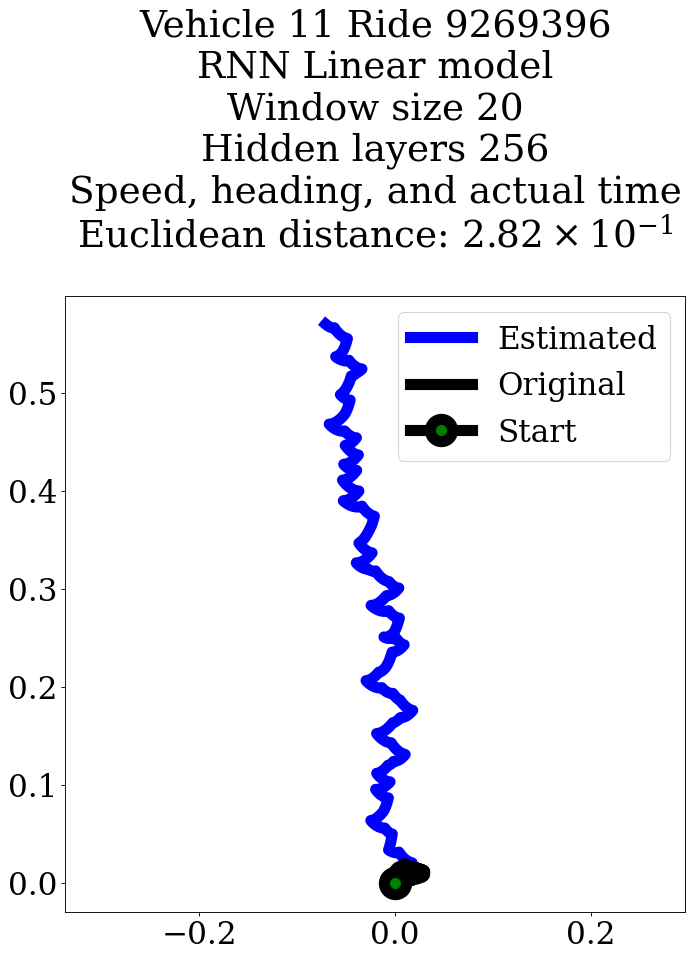 Vehicle 11 Ride 9269396
RNN Linear model
Window size 20
Hidden layers 256
Speed, heading, and actual time
Euclidean distance: 2.82 × 10⁻¹
Estimated
Original
Start
0.5
0.4
0.3
0.2
0.1
0.0
−0.2 0.0 0.2